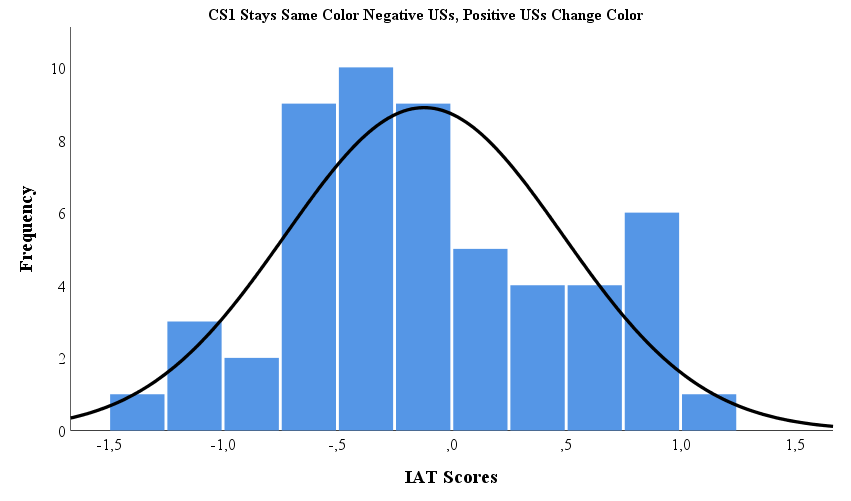 CS1 Stays Same Color Negative USs, Positive USs Change Color
10
8
6
4
2
0
Frequency
-1,5 -1,0 -,5 ,0 ,5 1,0 1,5
IAT Scores